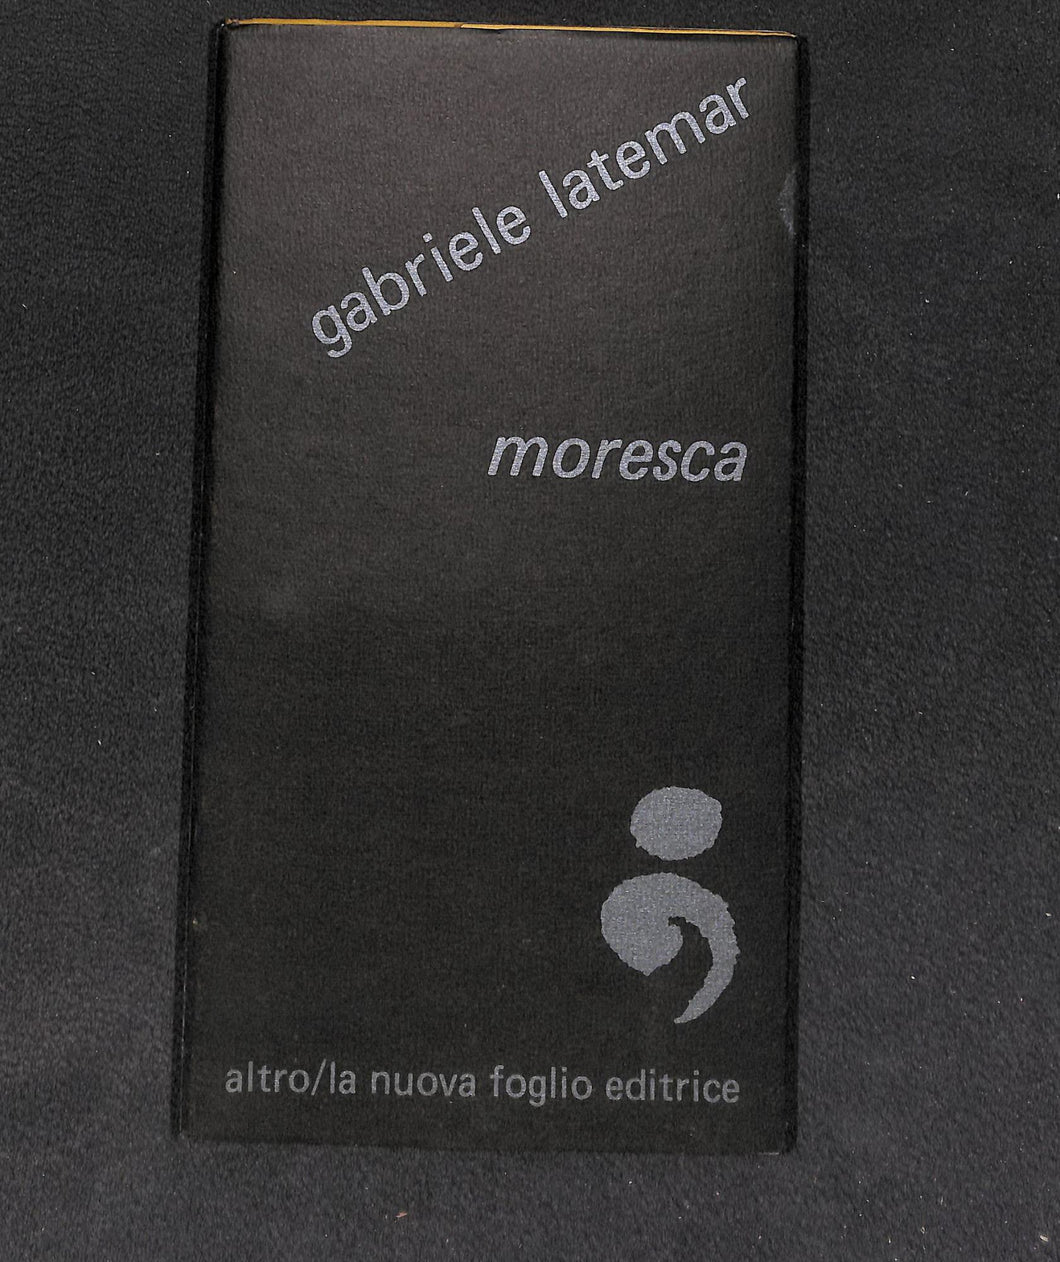 gabriele latemar
moresca
;
altro/la nuova foglio editrice